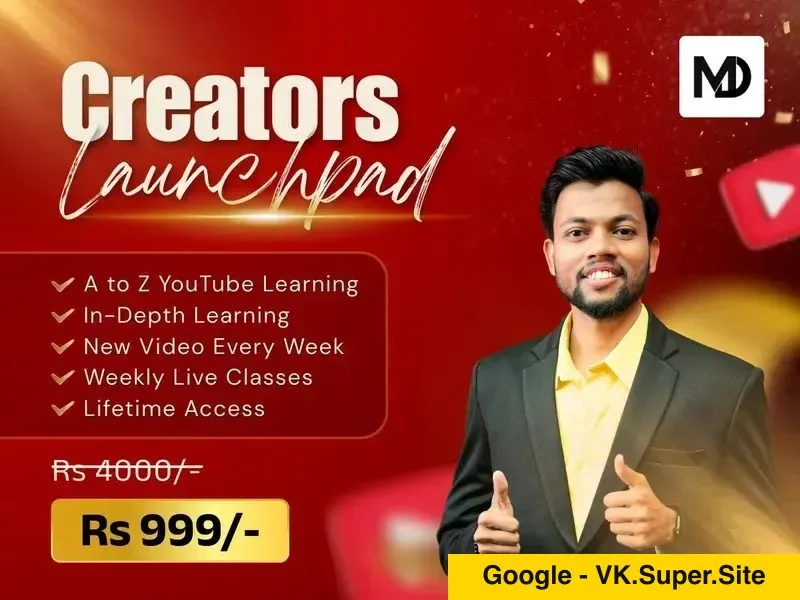 Creators
Launchpad
MD
A to Z YouTube Learning
In-Depth Learning
New Video Every Week
Weekly Live Classes
Lifetime Access
Rs 4000/-
Rs 999/-
Google - VK.Super.Site